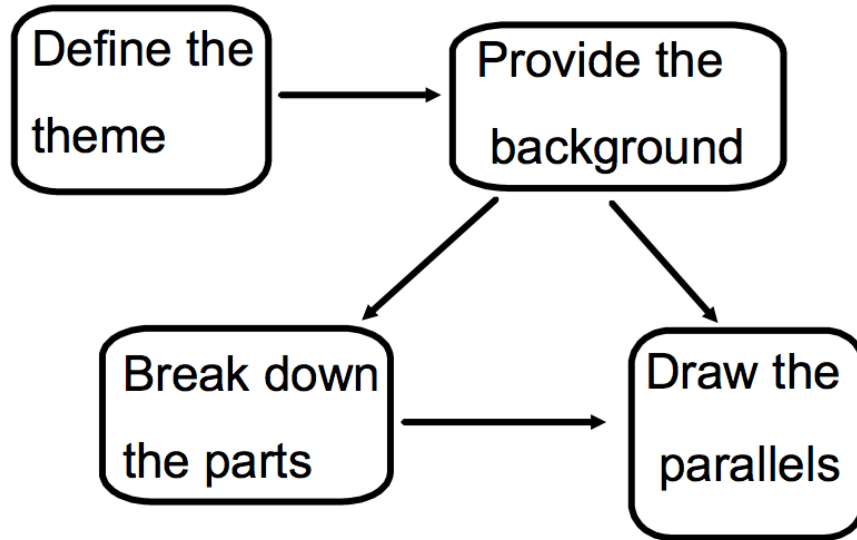 Define the
theme
Provide the
background
Break down
the parts
Draw the
parallels